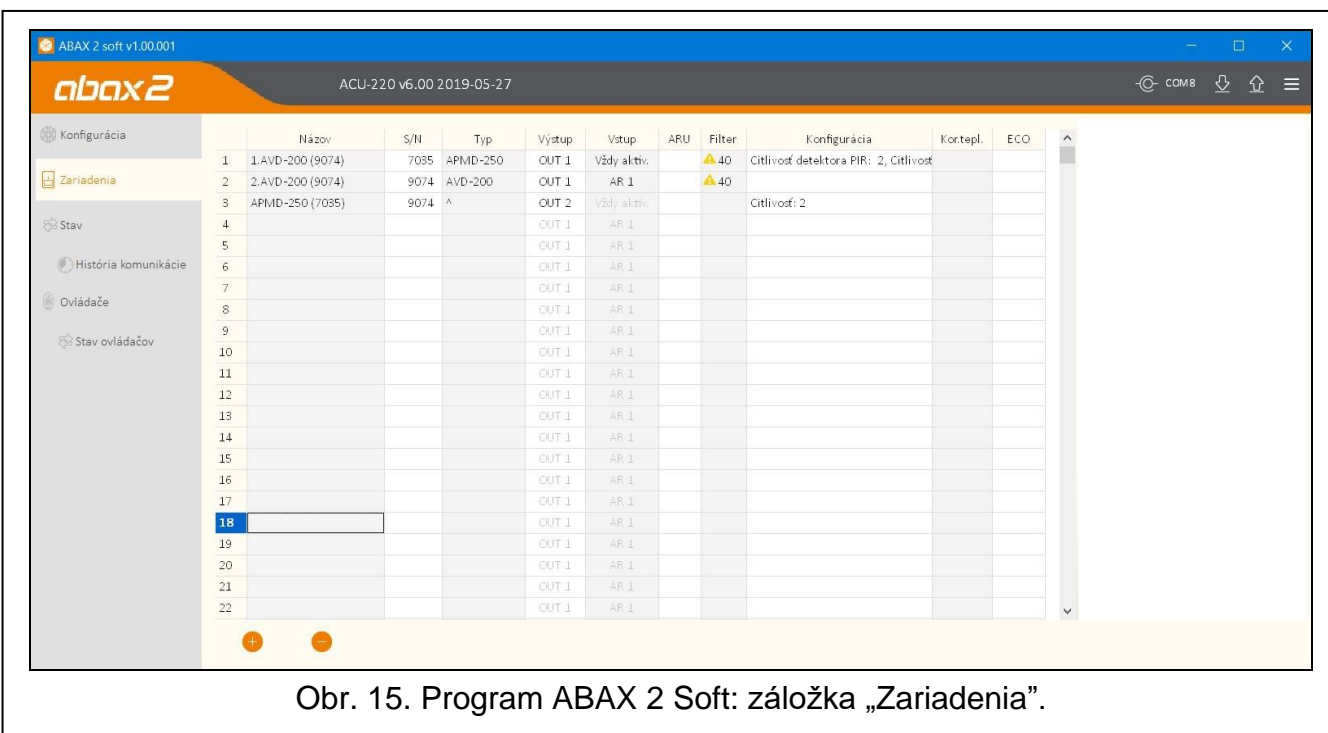 ABAX 2 soft v1.00.001
abax2 ACU-220 v6.00 2019-05-27 COM8
Konfigurácia
Zariadenia
Stav
História komunikácie
Ovládače
Stav ovládačov
Názov S/N Typ Výstup Vstup ARU Filter Konfigurácia Kor.tepl. ECO
1 1.AVD-200 (9074) 7035 APMD-250 OUT 1 Vždy aktív. 40 Citlivosť detektora PIR: 2, Citlivosť
2 2.AVD-200 (9074) 9074 AVD-200 OUT 1 AR 1 40
3 APMD-250 (7035) 9074 ^ OUT 2 Vždy aktív. Citlivosť: 2
4 OUT 1 AR 1
5 OUT 1 AR 1
6 OUT 1 AR 1
7 OUT 1 AR 1
8 OUT 1 AR 1
9 OUT 1 AR 1
10 OUT 1 AR 1
11 OUT 1 AR 1
12 OUT 1 AR 1
13 OUT 1 AR 1
14 OUT 1 AR 1
15 OUT 1 AR 1
16 OUT 1 AR 1
17 OUT 1 AR 1
18 OUT 1 AR 1
19 OUT 1 AR 1
20 OUT 1 AR 1
21 OUT 1 AR 1
22 OUT 1 AR 1
Obr. 15. Program ABAX 2 Soft: záložka „Zariadenia”.